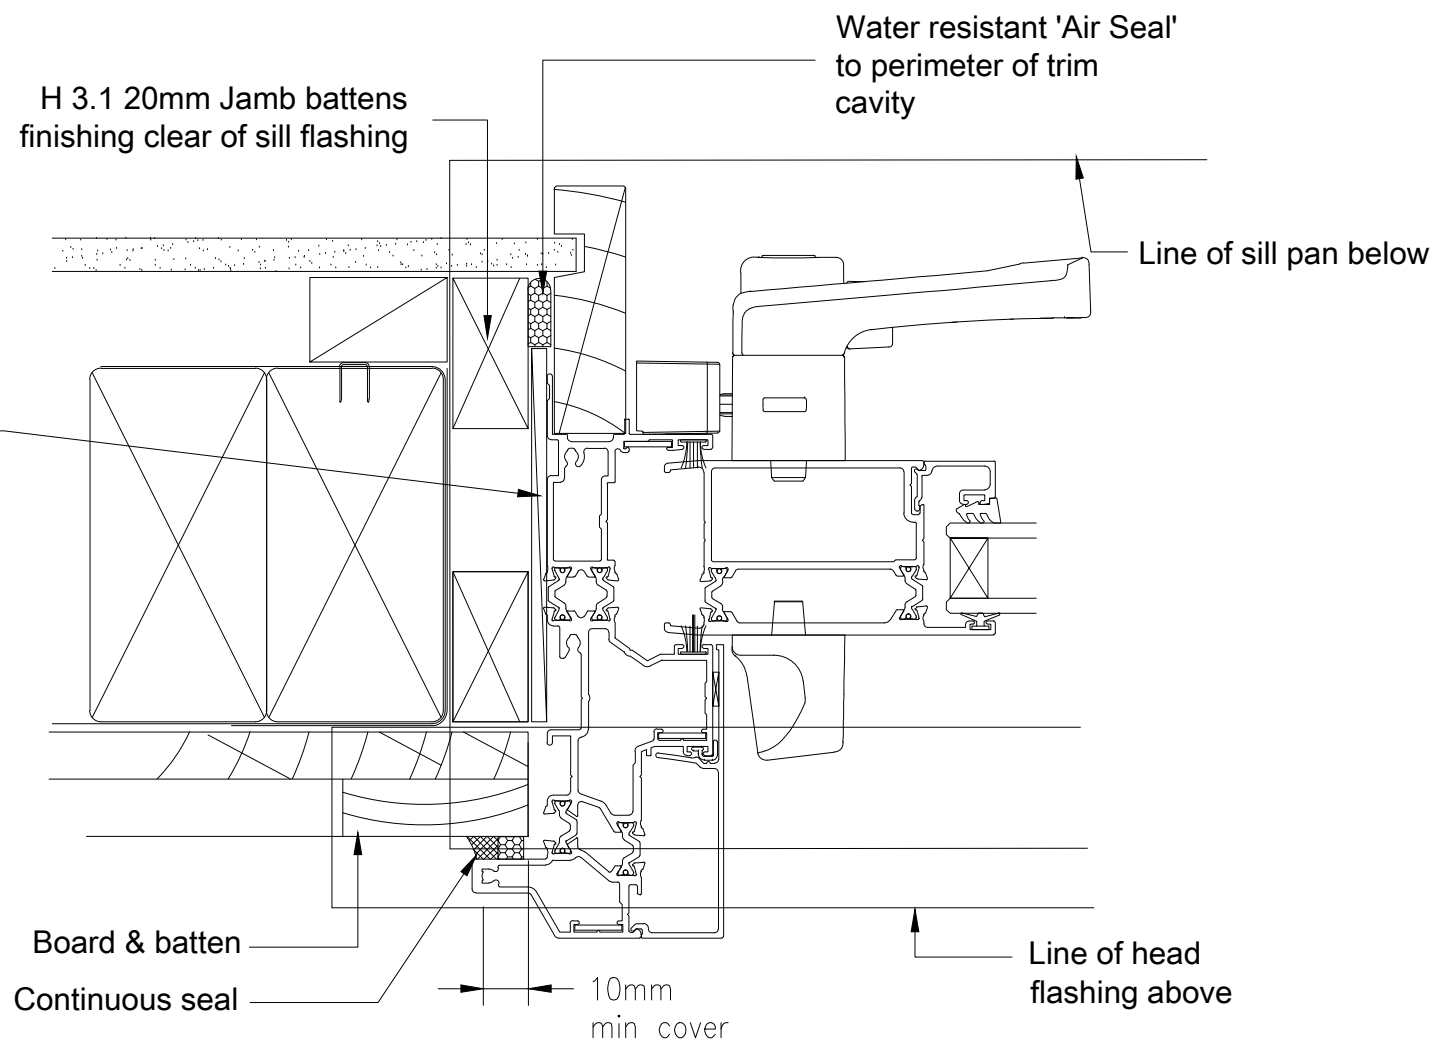 Water resistant 'Air Seal'
to perimeter of trim
cavity
H 3.1 20mm Jamb battens
finishing clear of sill flashing
Line of sill pan below
Board & batten
Continuous seal
10mm
min cover
Line of head
flashing above